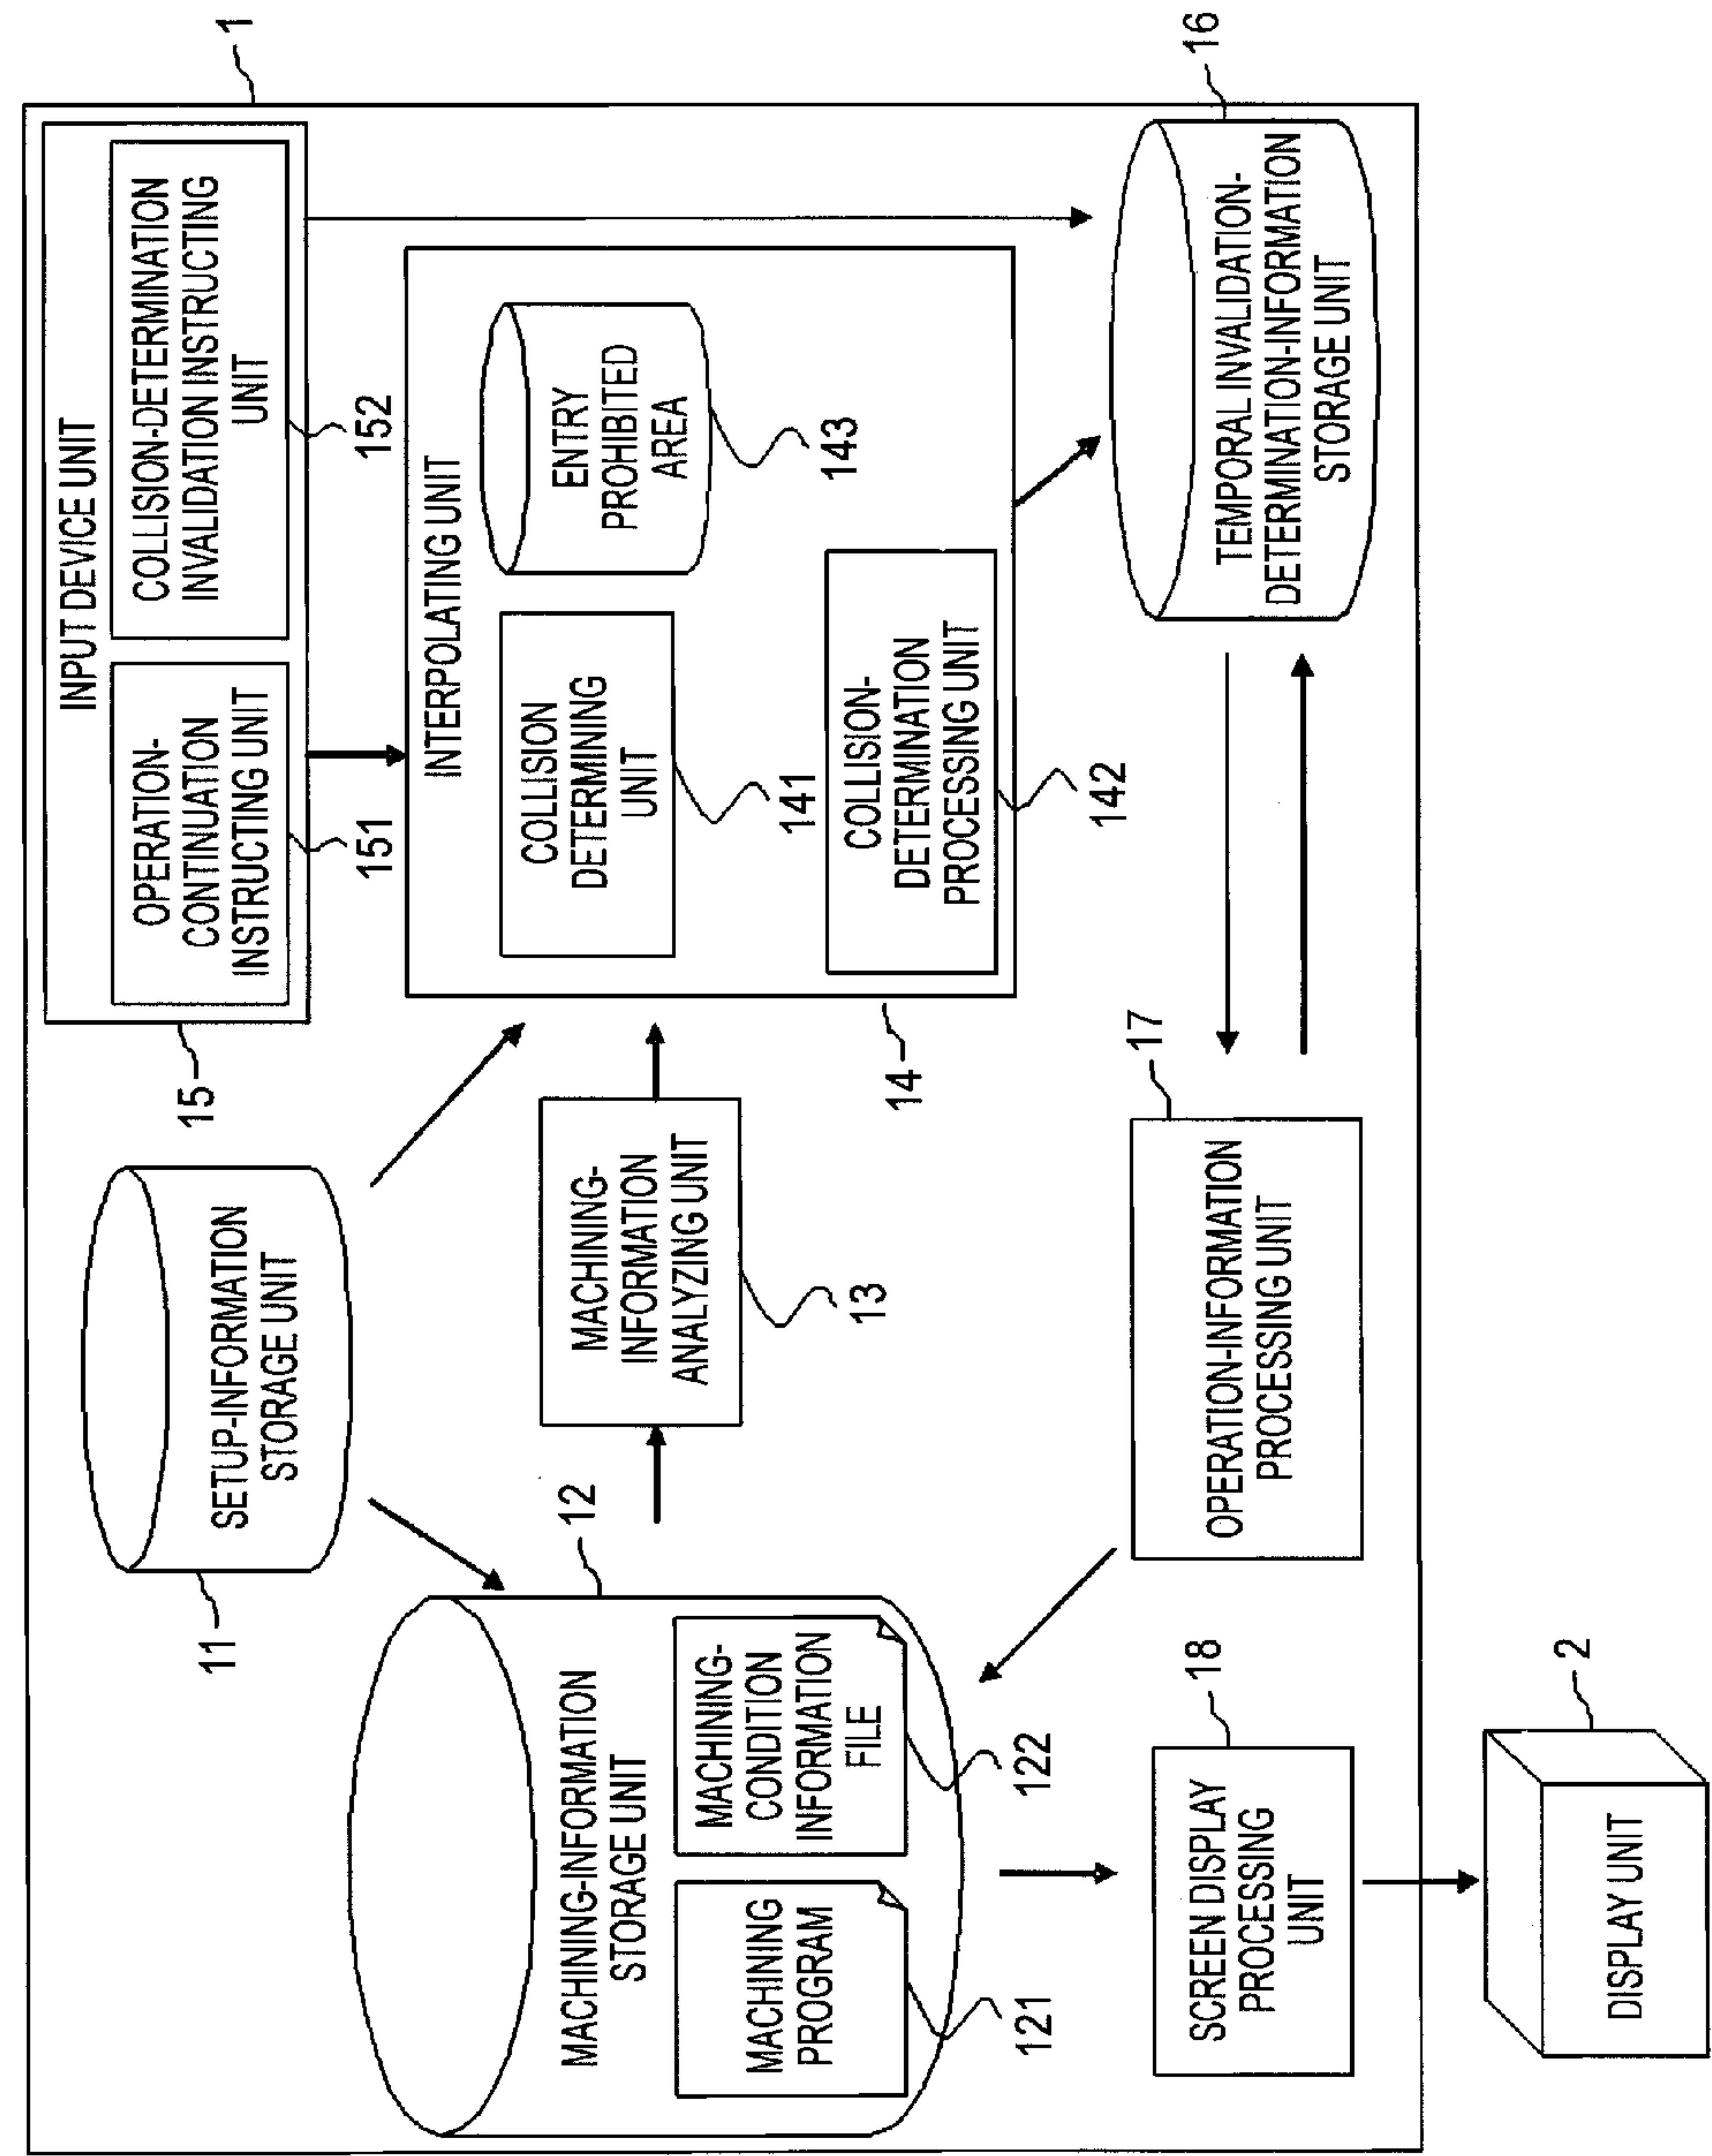 1
INPUT DEVICE UNIT
OPERATION-
CONTINUATION
INSTRUCTING UNIT
151
COLLISION-DETERMINATION
INVALIDATION INSTRUCTING
UNIT
152
15
SETUP-INFORMATION
STORAGE UNIT
11
INTERPOLATING UNIT
COLLISION
DETERMINING
UNIT
141
ENTRY
PROHIBITED
AREA
143
COLLISION-
DETERMINATION
PROCESSING UNIT
142
14
MACHINING-
INFORMATION
ANALYZING UNIT
13
12
MACHINING-INFORMATION
STORAGE UNIT
MACHINING
PROGRAM
121
MACHINING-
CONDITION
INFORMATION
FILE
122
16
TEMPORAL INVALIDATION-
DETERMINATION-INFORMATION
STORAGE UNIT
17
OPERATION-INFORMATION
PROCESSING UNIT
18
SCREEN DISPLAY
PROCESSING
UNIT
2
DISPLAY UNIT